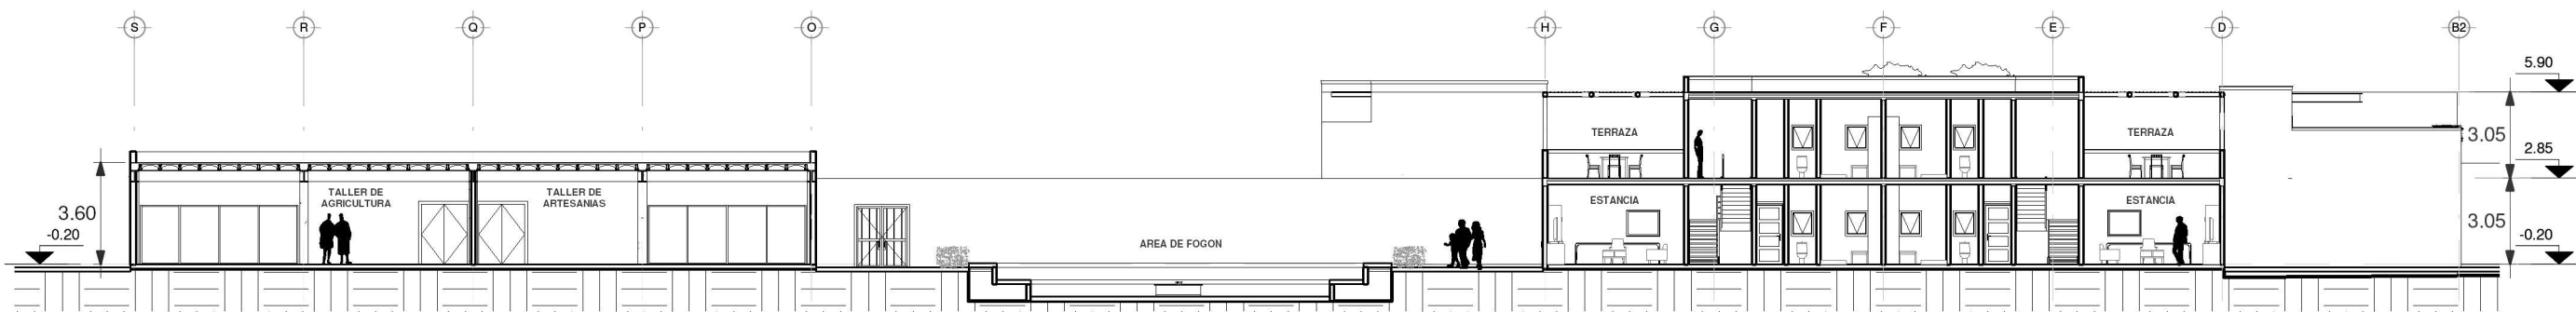 S
R
Q
P
O
H
G
F
E
D
B2
5.90
3.05
2.85
3.05
-0.20
TERRAZA
TERRAZA
TALLER DE
AGRICULTURA
TALLER DE
ARTESANIAS
ESTANCIA
ESTANCIA
3.60
-0.20
AREA DE FOGON